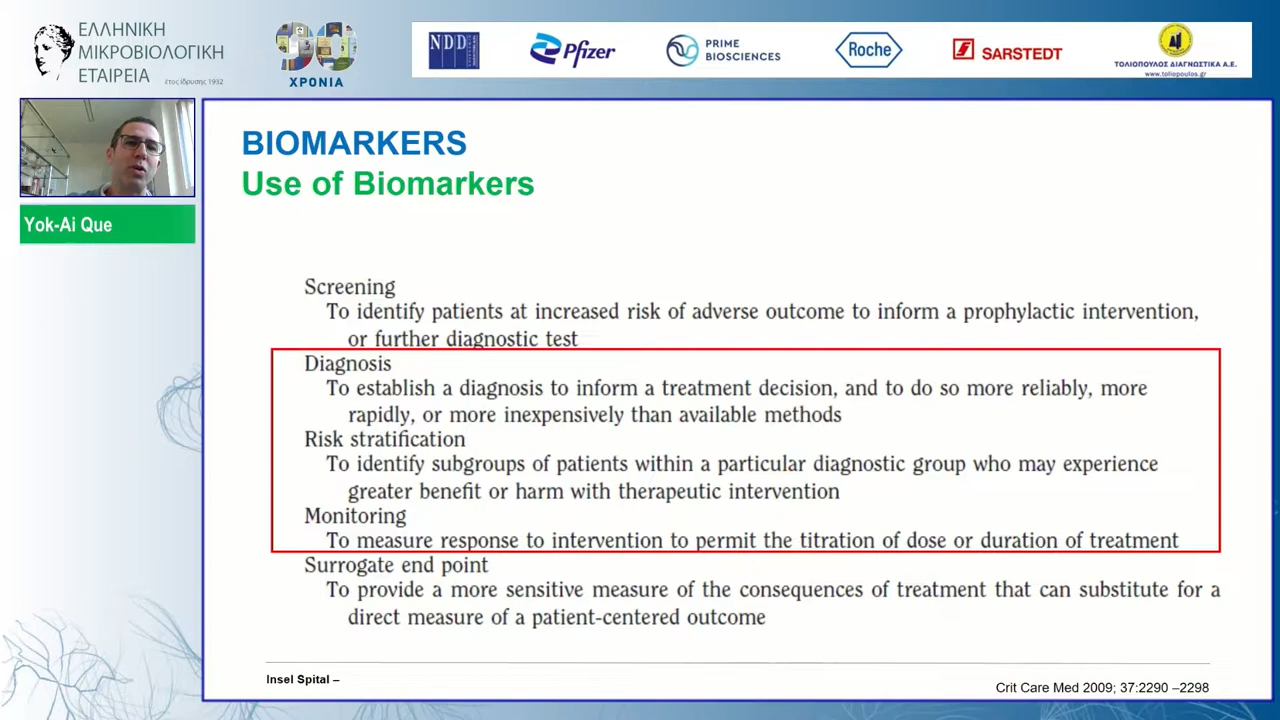 ΕΛΛΗΝΙΚΗ
ΜΙΚΡΟΒΙΟΛΟΓΙΚΗ
ΕΤΑΙΡΕΙΑ
έτος ίδρυσης 1932
90
ΧΡΟΝΙΑ
NDD
Pfizer
PRIME
BIOSCIENCES
Roche
SARSTEDT
ΤΟΛΙΟΠΟΥΛΟΣ ΔΙΑΓΝΩΣΤΙΚΑ Α.Ε.
www.toliopoulos.gr
Yok-Ai Que
BIOMARKERS
Use of Biomarkers
Screening
To identify patients at increased risk of adverse outcome to inform a prophylactic intervention,
or further diagnostic test
Diagnosis
To establish a diagnosis to inform a treatment decision, and to do so more reliably, more
rapidly, or more inexpensively than available methods
Risk stratification
To identify subgroups of patients within a particular diagnostic group who may experience
greater benefit or harm with therapeutic intervention
Monitoring
To measure response to intervention to permit the titration of dose or duration of treatment
Surrogate end point
To provide a more sensitive measure of the consequences of treatment that can substitute for a
direct measure of a patient-centered outcome
Insel Spital –
Crit Care Med 2009; 37:2290 –2298